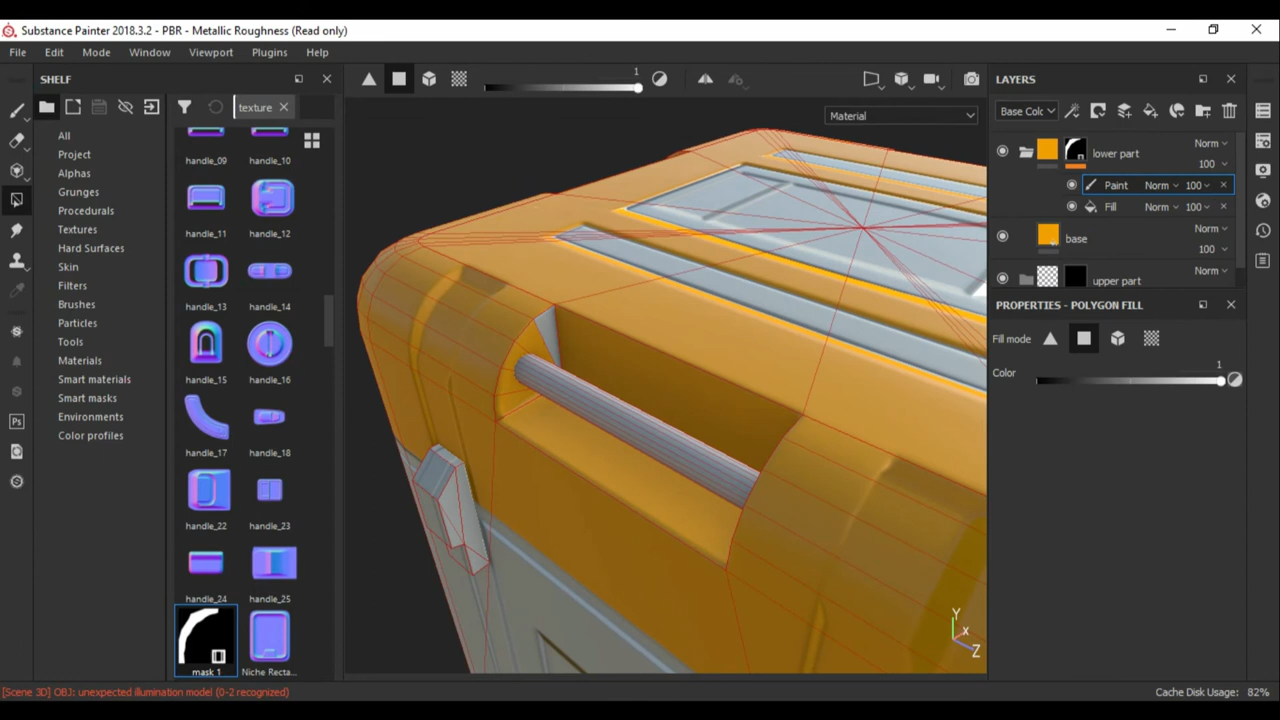 Substance Painter 2018.3.2 - PBR - Metallic Roughness (Read only)
File Edit Mode Window Viewport Plugins Help
SHELF
texture
All
Project
Alphas
Grunges
Procedurals
Textures
Hard Surfaces
Skin
Filters
Brushes
Particles
Tools
Materials
Smart materials
Smart masks
Environments
Color profiles
handle_09 handle_10
handle_11 handle_12
handle_13 handle_14
handle_15 handle_16
handle_17 handle_18
handle_22 handle_23
handle_24 handle_25
mask 1 Niche Recta...
1
Material
Y
X
Z
LAYERS
Base Colc
lower part Norm
100
Paint Norm 100
Fill Norm 100
base Norm
100
upper part Norm
PROPERTIES - POLYGON FILL
Fill mode
Color 1
Ps
[Scene 3D] OBJ: unexpected illumination model (0-2 recognized)
Cache Disk Usage: 82%